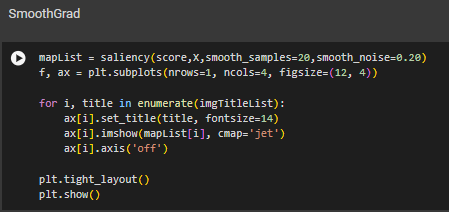 SmoothGrad
mapList = saliency(score,X,smooth_samples=20,smooth_noise=0.20)
f, ax = plt.subplots(nrows=1, ncols=4, figsize=(12, 4))
for i, title in enumerate(imgTitleList):
    ax[i].set_title(title, fontsize=14)
    ax[i].imshow(mapList[i], cmap='jet')
    ax[i].axis('off')
plt.tight_layout()
plt.show()